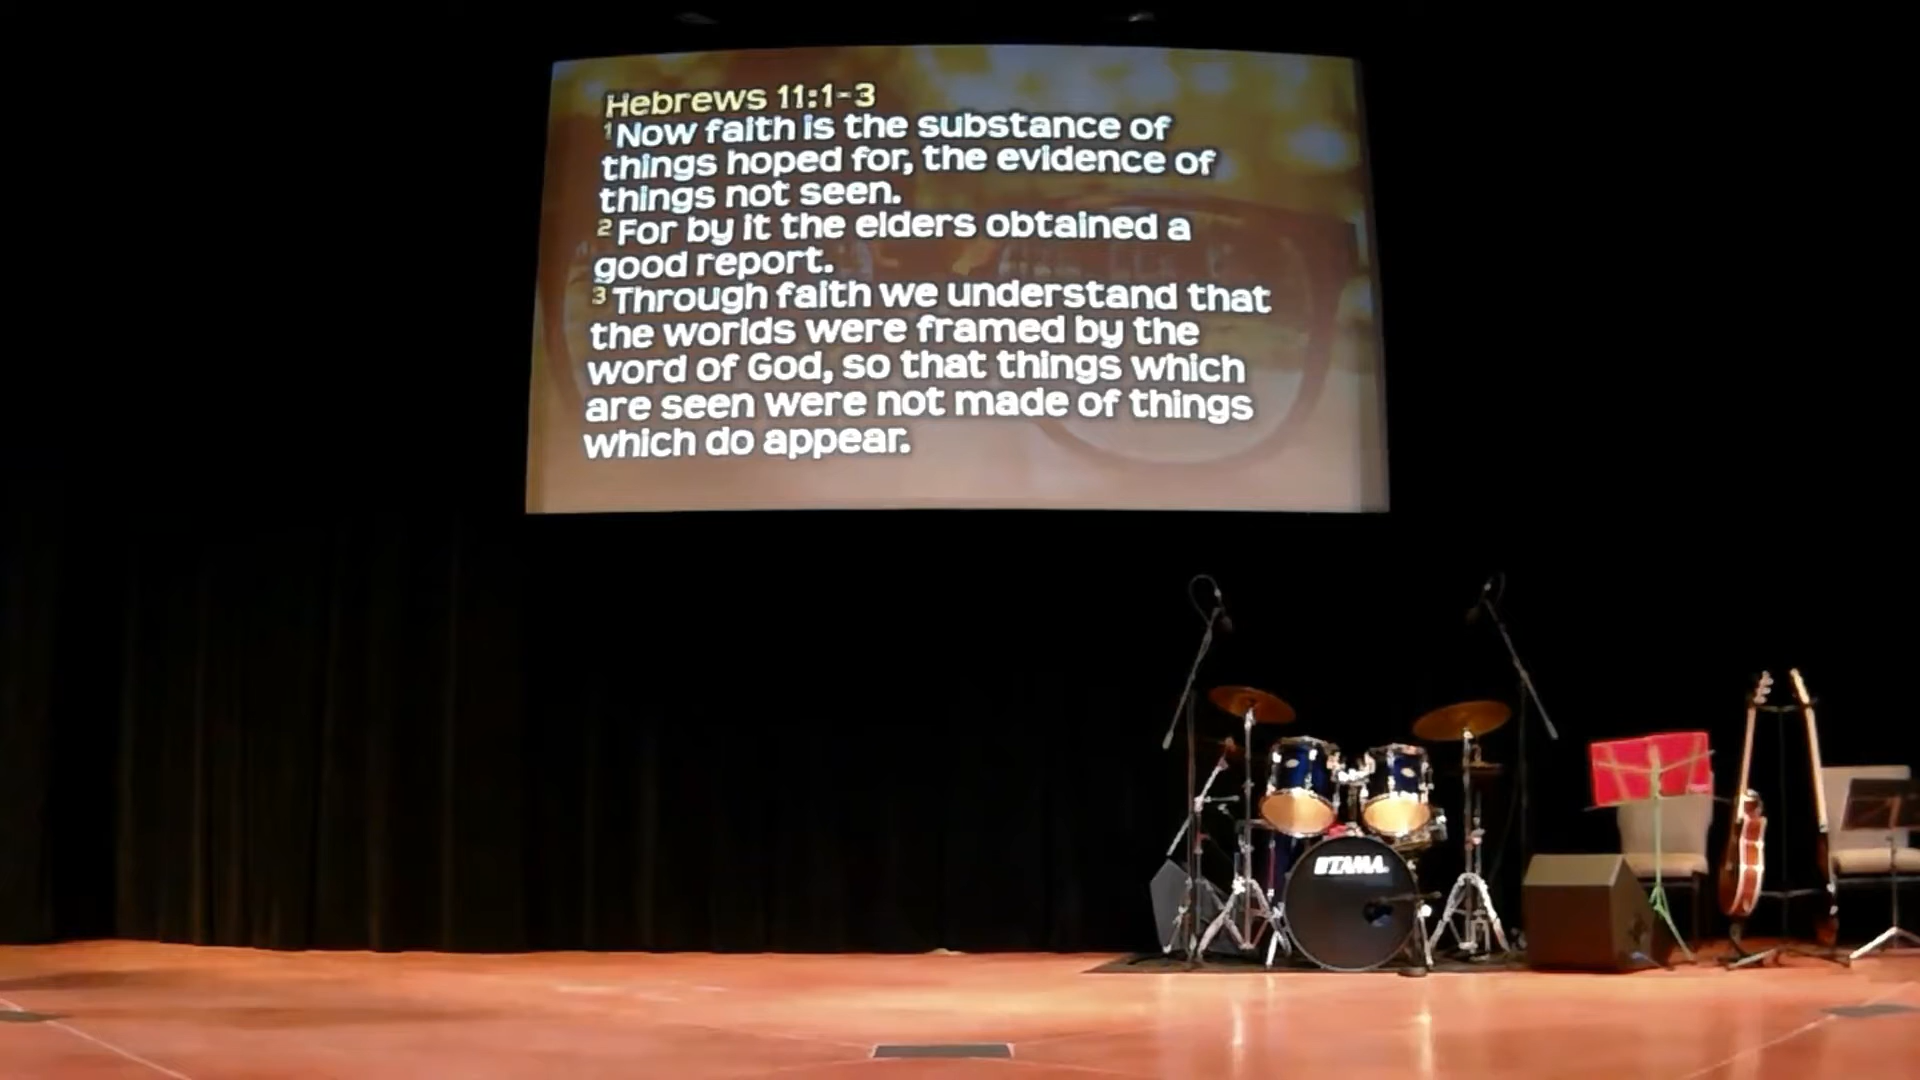 Hebrews 11:1-3
1 Now faith is the substance of
things hoped for, the evidence of
things not seen.
2 For by it the elders obtained a
good report.
3 Through faith we understand that
the worlds were framed by the
word of God, so that things which
are seen were not made of things
which do appear.
TAMA